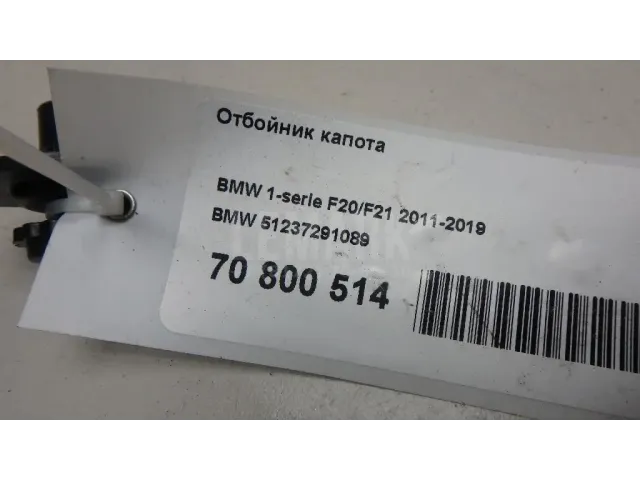 Отбойник капота
BMW 1-serie F20/F21 2011-2019
BMW 51237291089
70 800 514